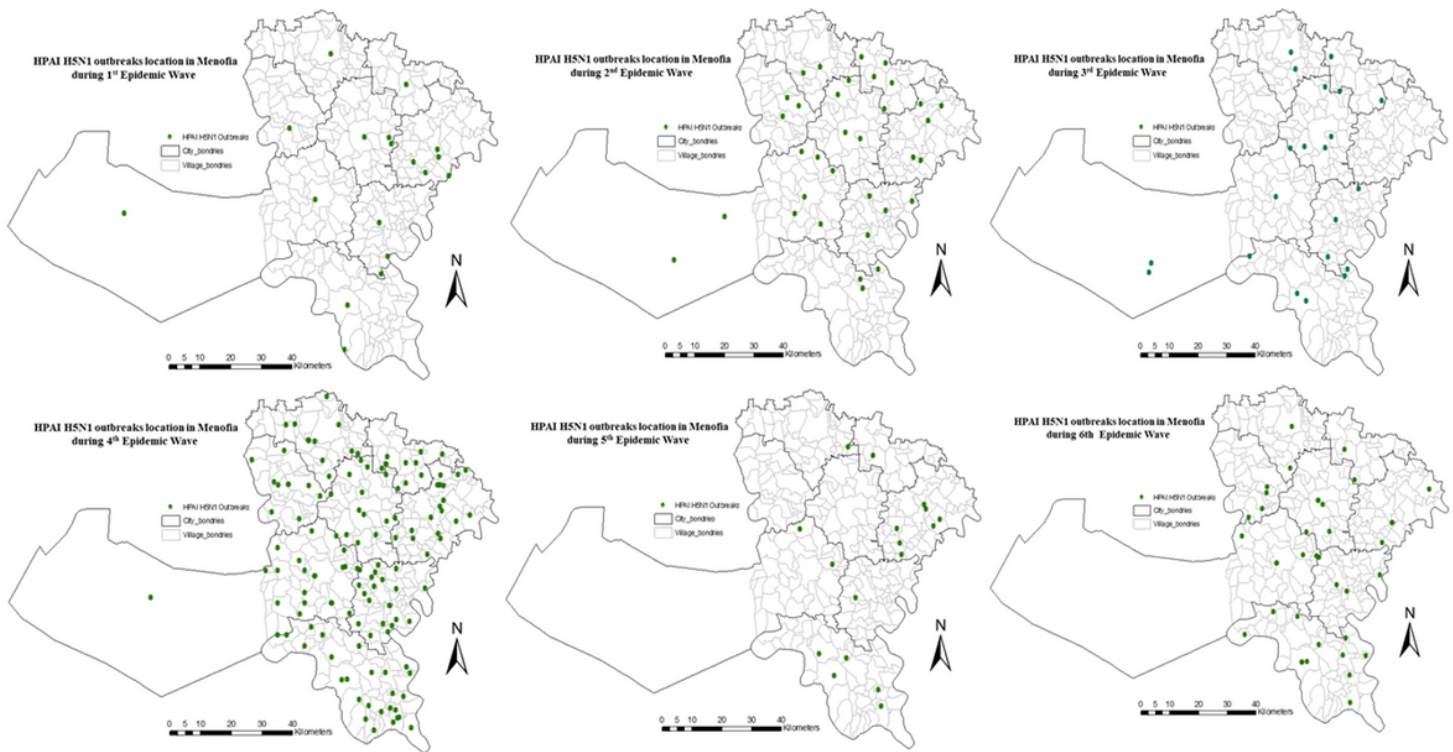 HPAI H5N1 outbreaks location in Menofia
during 1st Epidemic Wave
HPAI H5N1 Outbreaks
City_bondries
Village_bondries
N
0 5 10 20 30 40
Kilometers
HPAI H5N1 outbreaks location in Menofia
during 2nd Epidemic Wave
HPAI H5N1 Outbreaks
City_bondries
Village_bondries
N
0 5 10 20 30 40
Kilometers
HPAI H5N1 outbreaks location in Menofia
during 3rd Epidemic Wave
HPAI H5N1 Outbreaks
City_bondries
Village_bondries
N
0 5 10 20 30 40
Kilometers
HPAI H5N1 outbreaks location in Menofia
during 4th Epidemic Wave
HPAI H5N1 Outbreaks
City_bondries
Village_bondries
N
0 5 10 20 30 40
Kilometers
HPAI H5N1 outbreaks location in Menofia
during 5th Epidemic Wave
HPAI H5N1 Outbreaks
City_bondries
Village_bondries
N
0 5 10 20 30 40
Kilometers
HPAI H5N1 outbreaks location in Menofia
during 6th Epidemic Wave
HPAI H5N1 Outbreaks
City_bondries
Village_bondries
N
0 5 10 20 30 40
Kilometers